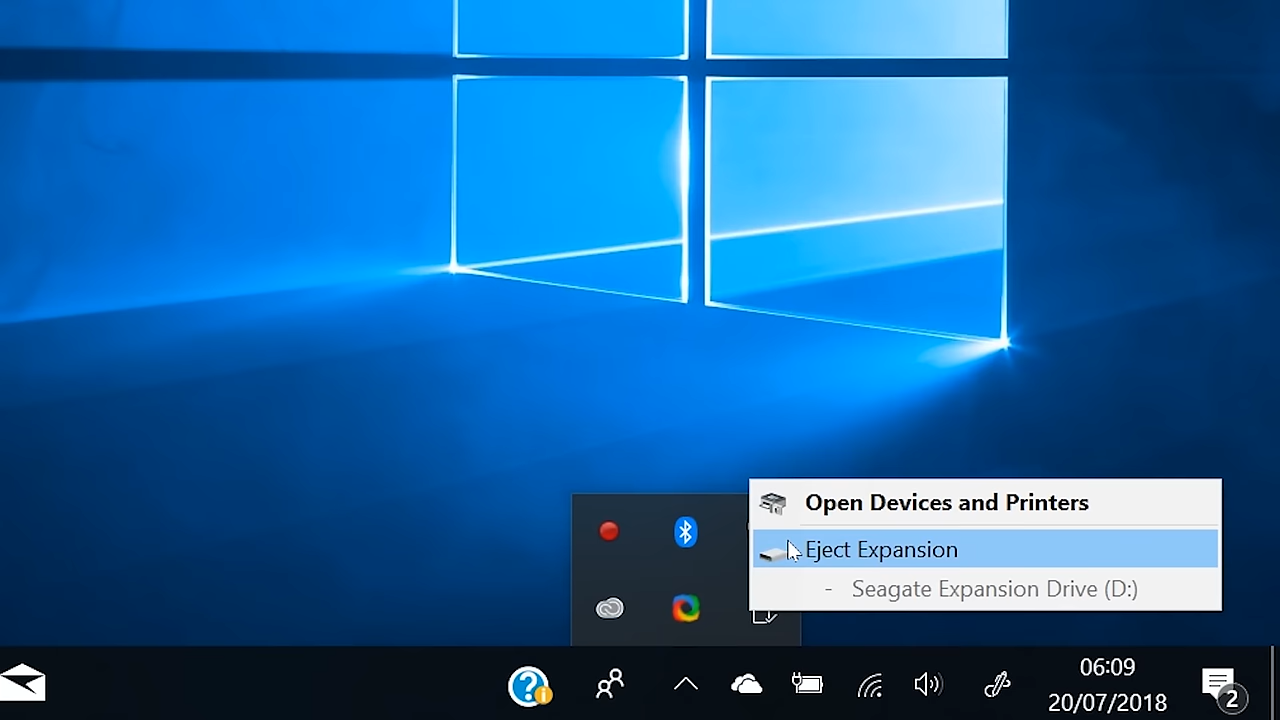 Open Devices and Printers
Eject Expansion
- Seagate Expansion Drive (D:)
06:09
20/07/2018
2